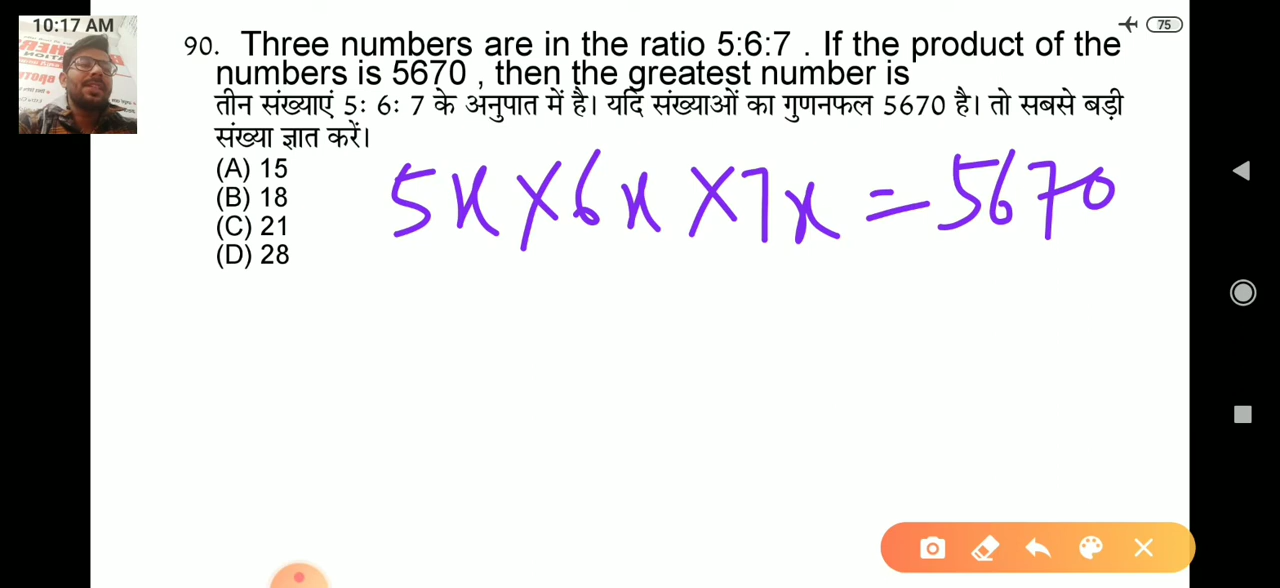 10:17 AM
75
90. Three numbers are in the ratio 5:6:7 . If the product of the
numbers is 5670 , then the greatest number is
तीन संख्याएं 5: 6: 7 के अनुपात में है। यदि संख्याओं का गुणनफल 5670 है। तो सबसे बड़ी
संख्या ज्ञात करें।
(A) 15
(B) 18
(C) 21
(D) 28
5x × 6x × 7x = 5670